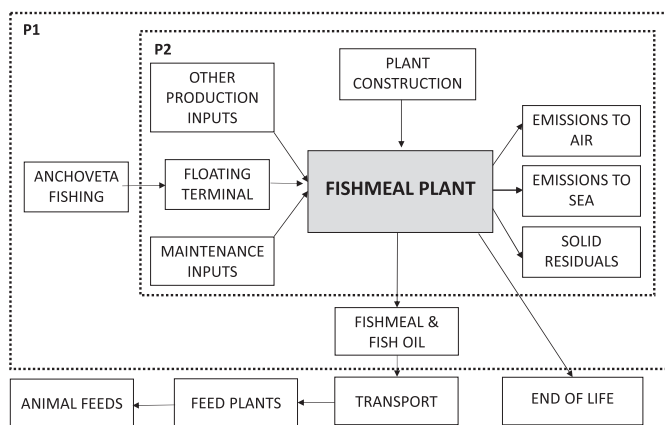 P1
P2
PLANT
CONSTRUCTION
OTHER
PRODUCTION
INPUTS
EMISSIONS TO
AIR
ANCHOVETA
FISHING
FLOATING
TERMINAL
FISHMEAL PLANT
EMISSIONS TO
SEA
MAINTENANCE
INPUTS
SOLID
RESIDUALS
FISHMEAL &
FISH OIL
ANIMAL FEEDS
FEED PLANTS
TRANSPORT
END OF LIFE